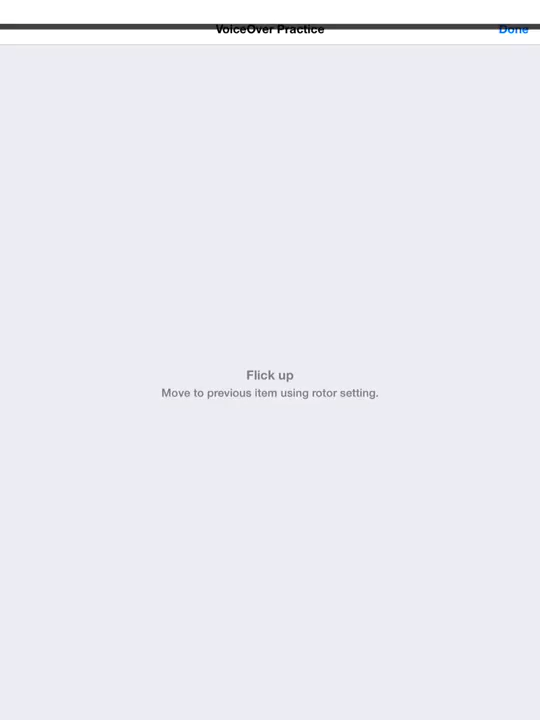 VoiceOver Practice Done
Flick up
Move to previous item using rotor setting.